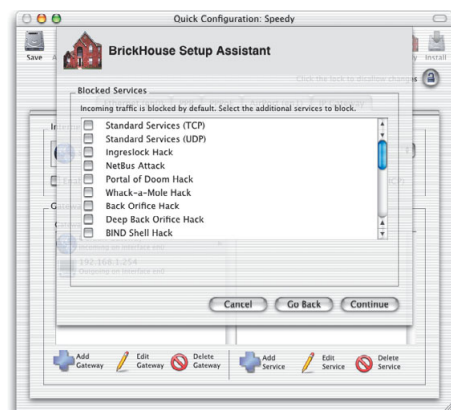 Quick Configuration: Speedy
Save
Install
BrickHouse Setup Assistant
Click the lock to disallow changes
Blocked Services
Incoming traffic is blocked by default. Select the additional services to block.
Standard Services (TCP)
Standard Services (UDP)
Ingreslock Hack
NetBus Attack
Portal of Doom Hack
Whack-a-Mole Hack
Back Orifice Hack
Deep Back Orifice Hack
BIND Shell Hack
192.168.1.254
Cancel
Go Back
Continue
Add Gateway
Edit Gateway
Delete Gateway
Add Service
Edit Service
Delete Service